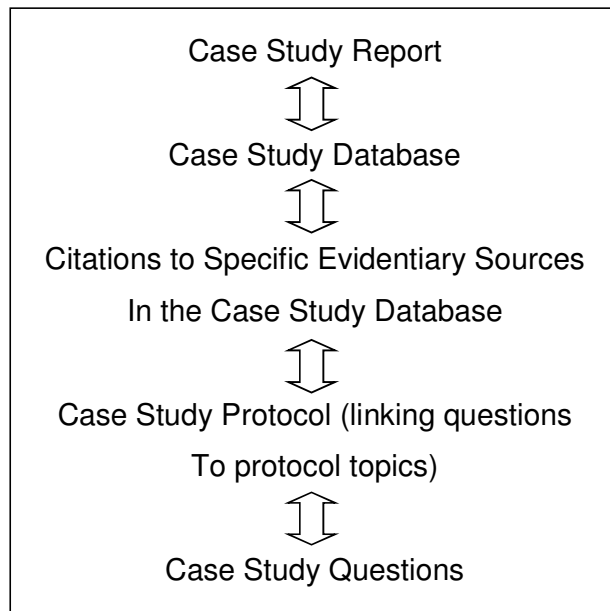 Case Study Report
Case Study Database
Citations to Specific Evidentiary Sources
In the Case Study Database
Case Study Protocol (linking questions
To protocol topics)
Case Study Questions